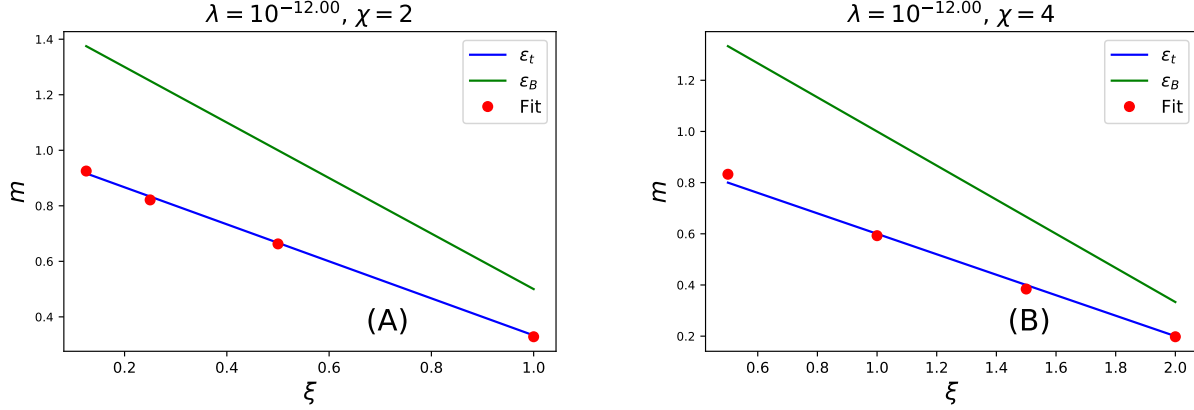 λ = 10^{-12.00}, χ = 2
1.4
1.2
1.0
0.8
0.6
0.4
m
ε_t
ε_B
Fit
(A)
0.2 0.4 0.6 0.8 1.0
ξ
λ = 10^{-12.00}, χ = 4
1.2
1.0
0.8
0.6
0.4
0.2
m
ε_t
ε_B
Fit
(B)
0.6 0.8 1.0 1.2 1.4 1.6 1.8 2.0
ξ